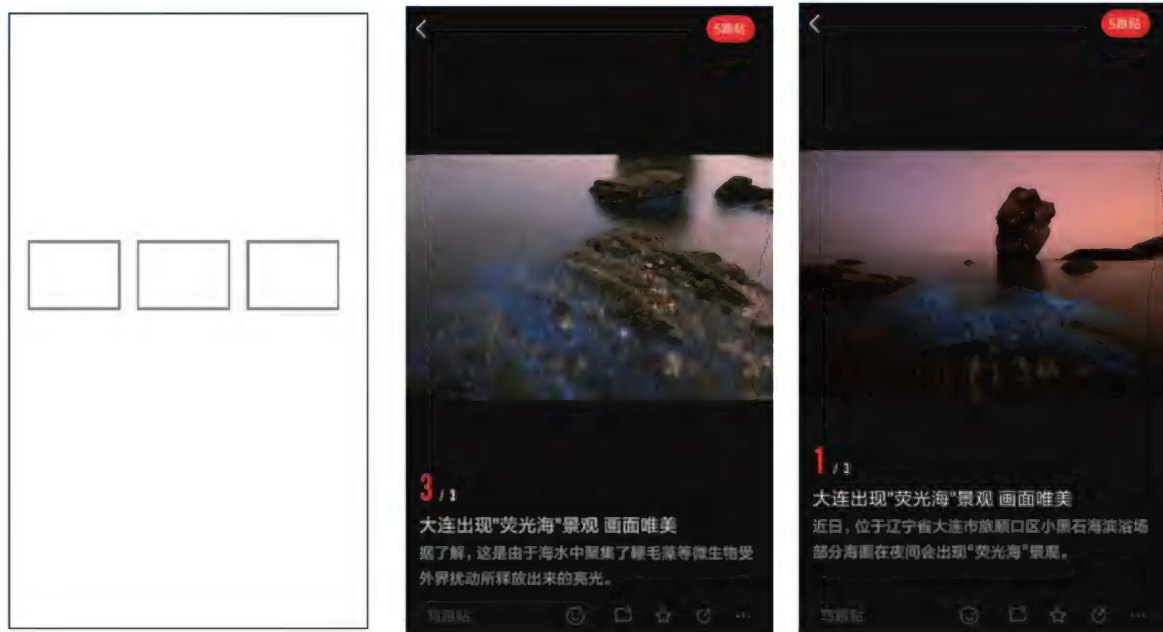 5跟贴
3/3
大连出现"荧光海"景观 画面唯美
据了解，这是由于海水中聚集了鞭毛藻等微生物受
外界扰动所释放出来的亮光。
写跟贴
5跟贴
1/3
大连出现"荧光海"景观 画面唯美
近日，位于辽宁省大连市旅顺口区小黑石海滨浴场
部分海面在夜间会出现"荧光海"景观。
写跟贴